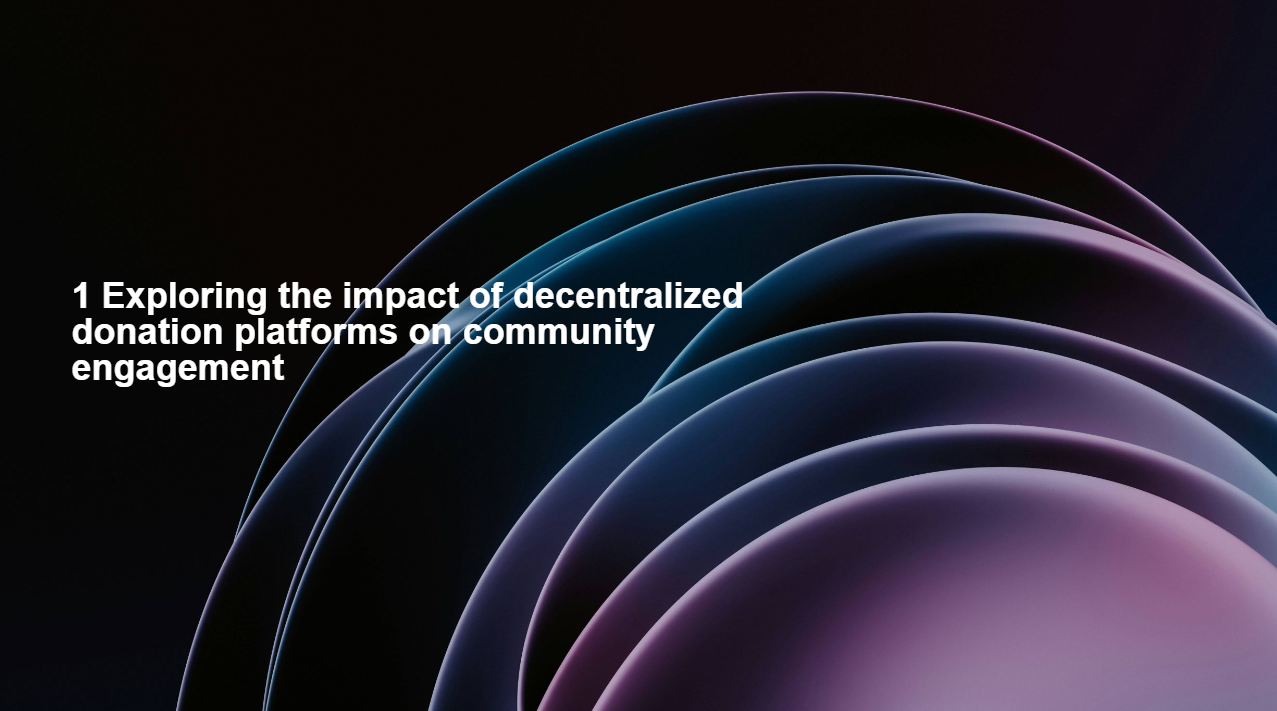 1 Exploring the impact of decentralized
donation platforms on community
engagement